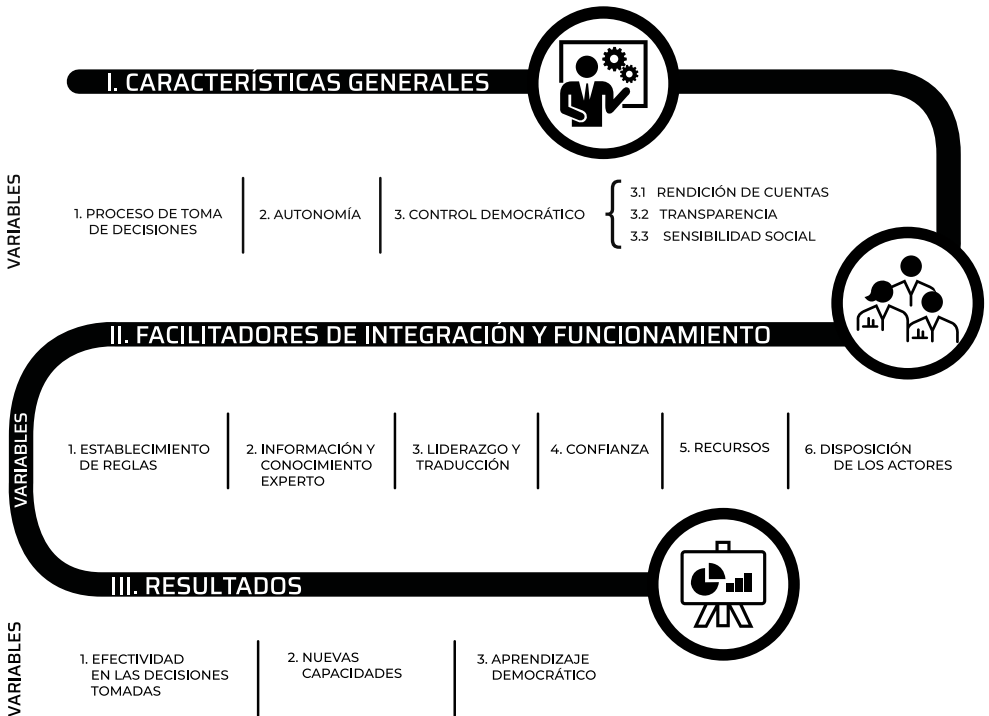 I. CARACTERÍSTICAS GENERALES
VARIABLES
1. PROCESO DE TOMA
DE DECISIONES
2. AUTONOMÍA
3. CONTROL DEMOCRÁTICO
3.1 RENDICIÓN DE CUENTAS
3.2 TRANSPARENCIA
3.3 SENSIBILIDAD SOCIAL
II. FACILITADORES DE INTEGRACIÓN Y FUNCIONAMIENTO
VARIABLES
1. ESTABLECIMIENTO
DE REGLAS
2. INFORMACIÓN Y
CONOCIMIENTO
EXPERTO
3. LIDERAZGO Y
TRADUCCIÓN
4. CONFIANZA
5. RECURSOS
6. DISPOSICIÓN
DE LOS ACTORES
III. RESULTADOS
VARIABLES
1. EFECTIVIDAD
EN LAS DECISIONES
TOMADAS
2. NUEVAS
CAPACIDADES
3. APRENDIZAJE
DEMOCRÁTICO